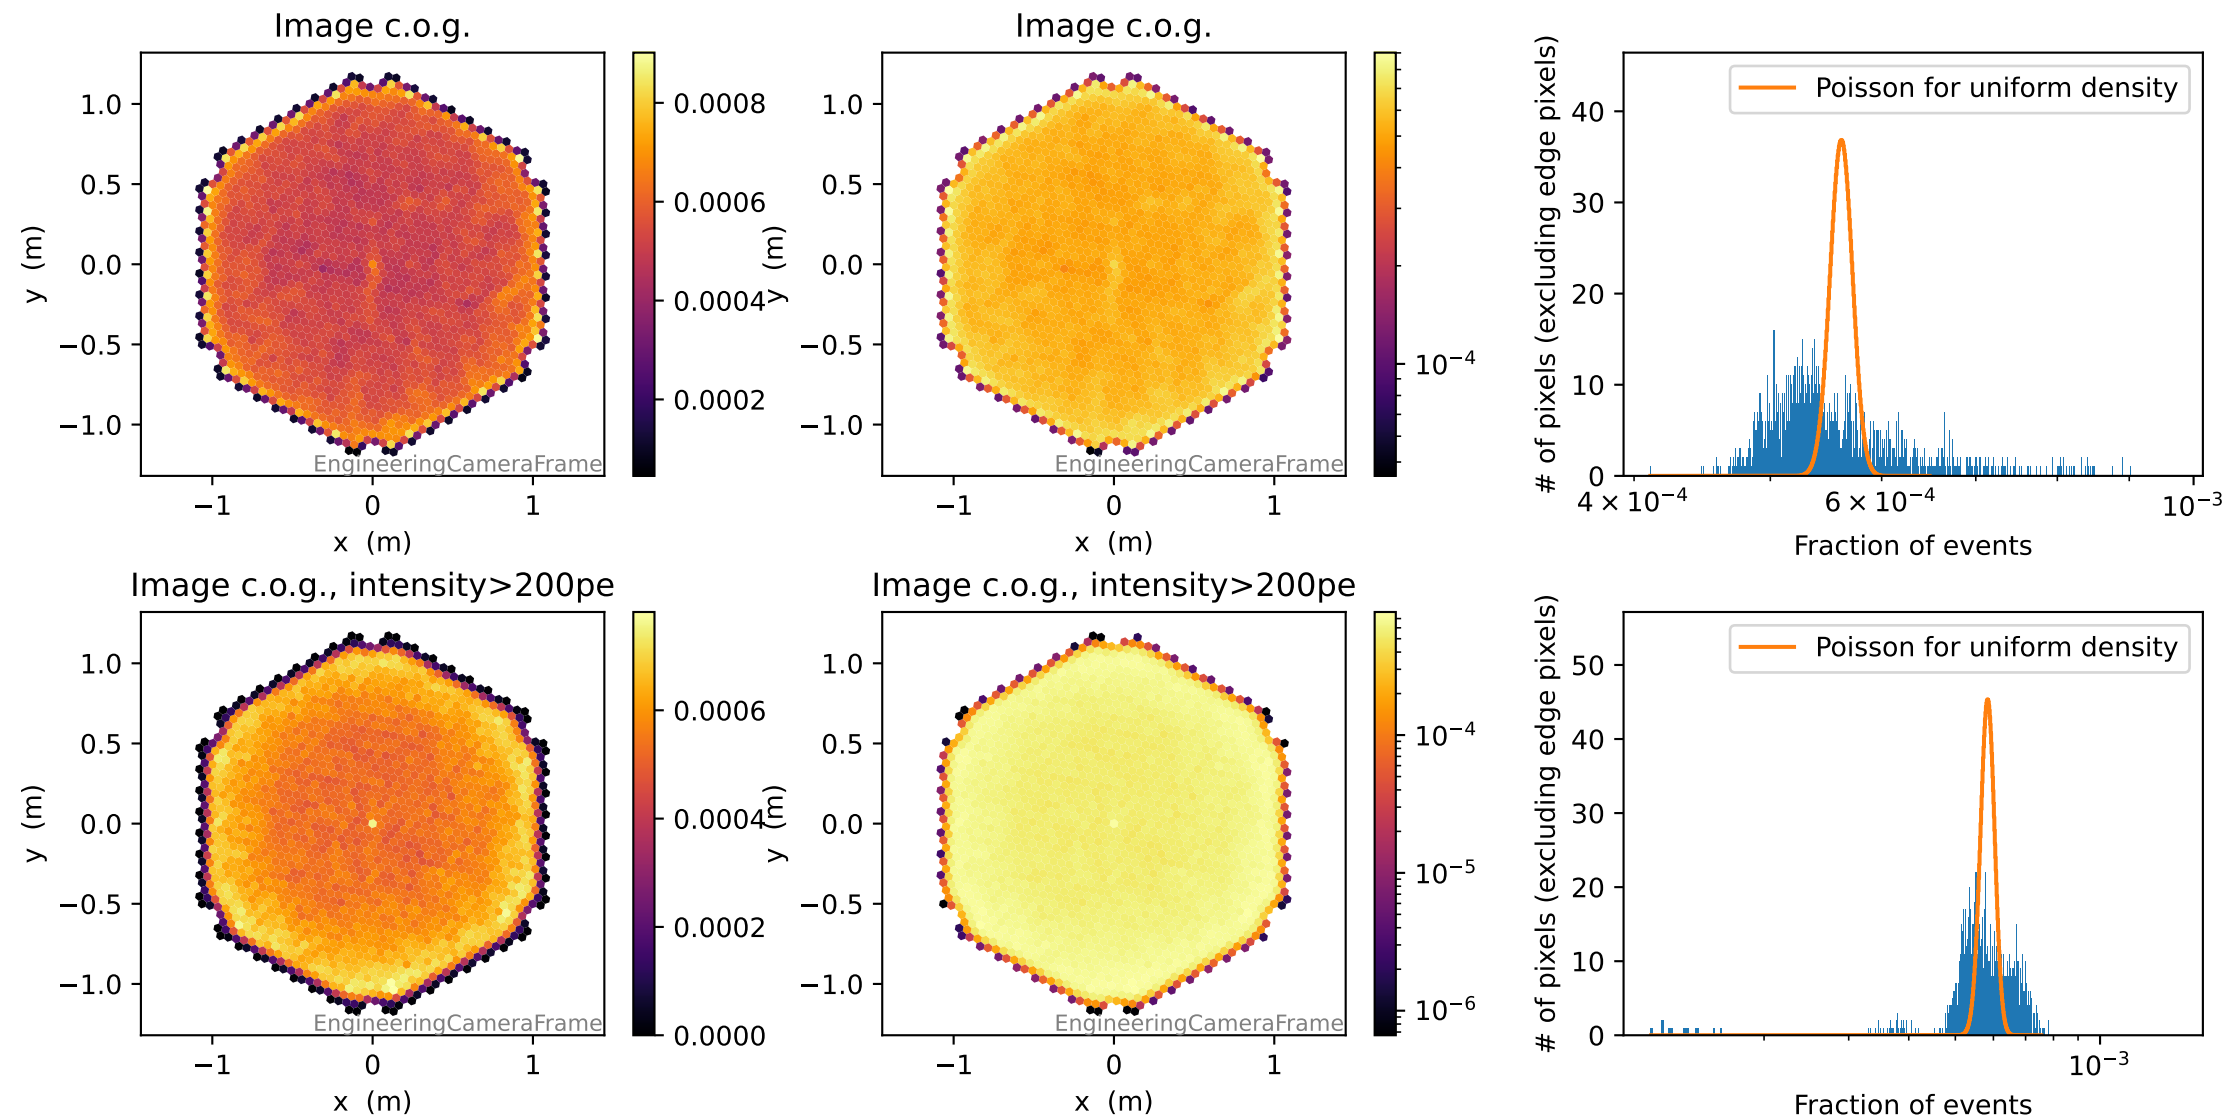 Image c.o.g.
1.0
0.5
0.0
−0.5
−1.0
y (m)
−1
0
1
x (m)
EngineeringCameraFrame
0.0008
0.0006
0.0004
0.0002
Image c.o.g.
1.0
0.5
0.0
−0.5
−1.0
y (m)
−1
0
1
x (m)
EngineeringCameraFrame
10⁻⁴
# of pixels (excluding edge pixels)
40
30
20
10
0
Poisson for uniform density
4 × 10⁻⁴
6 × 10⁻⁴
10⁻³
Fraction of events
Image c.o.g., intensity>200pe
1.0
0.5
0.0
−0.5
−1.0
y (m)
−1
0
1
x (m)
EngineeringCameraFrame
0.0006
0.0004
0.0002
0.0000
Image c.o.g., intensity>200pe
1.0
0.5
0.0
−0.5
−1.0
y (m)
−1
0
1
x (m)
EngineeringCameraFrame
10⁻⁴
10⁻⁵
10⁻⁶
# of pixels (excluding edge pixels)
50
40
30
20
10
0
Poisson for uniform density
10⁻³
Fraction of events